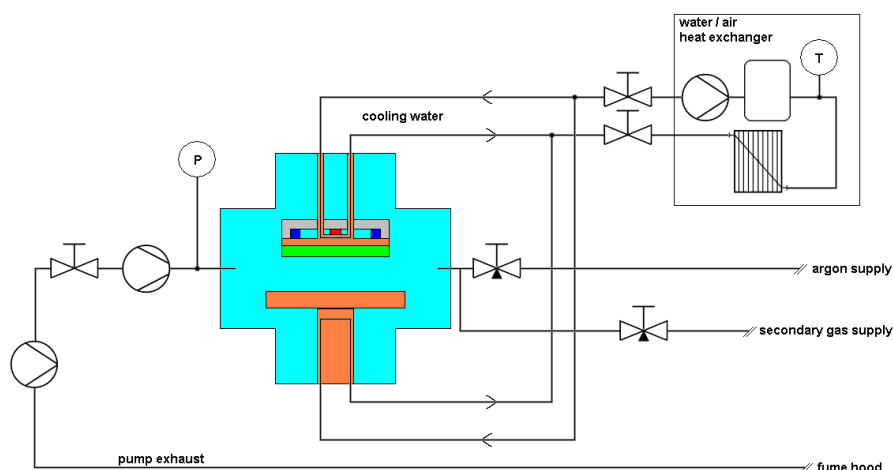 water / air
heat exchanger
T
cooling water
P
argon supply
secondary gas supply
pump exhaust
fume hood